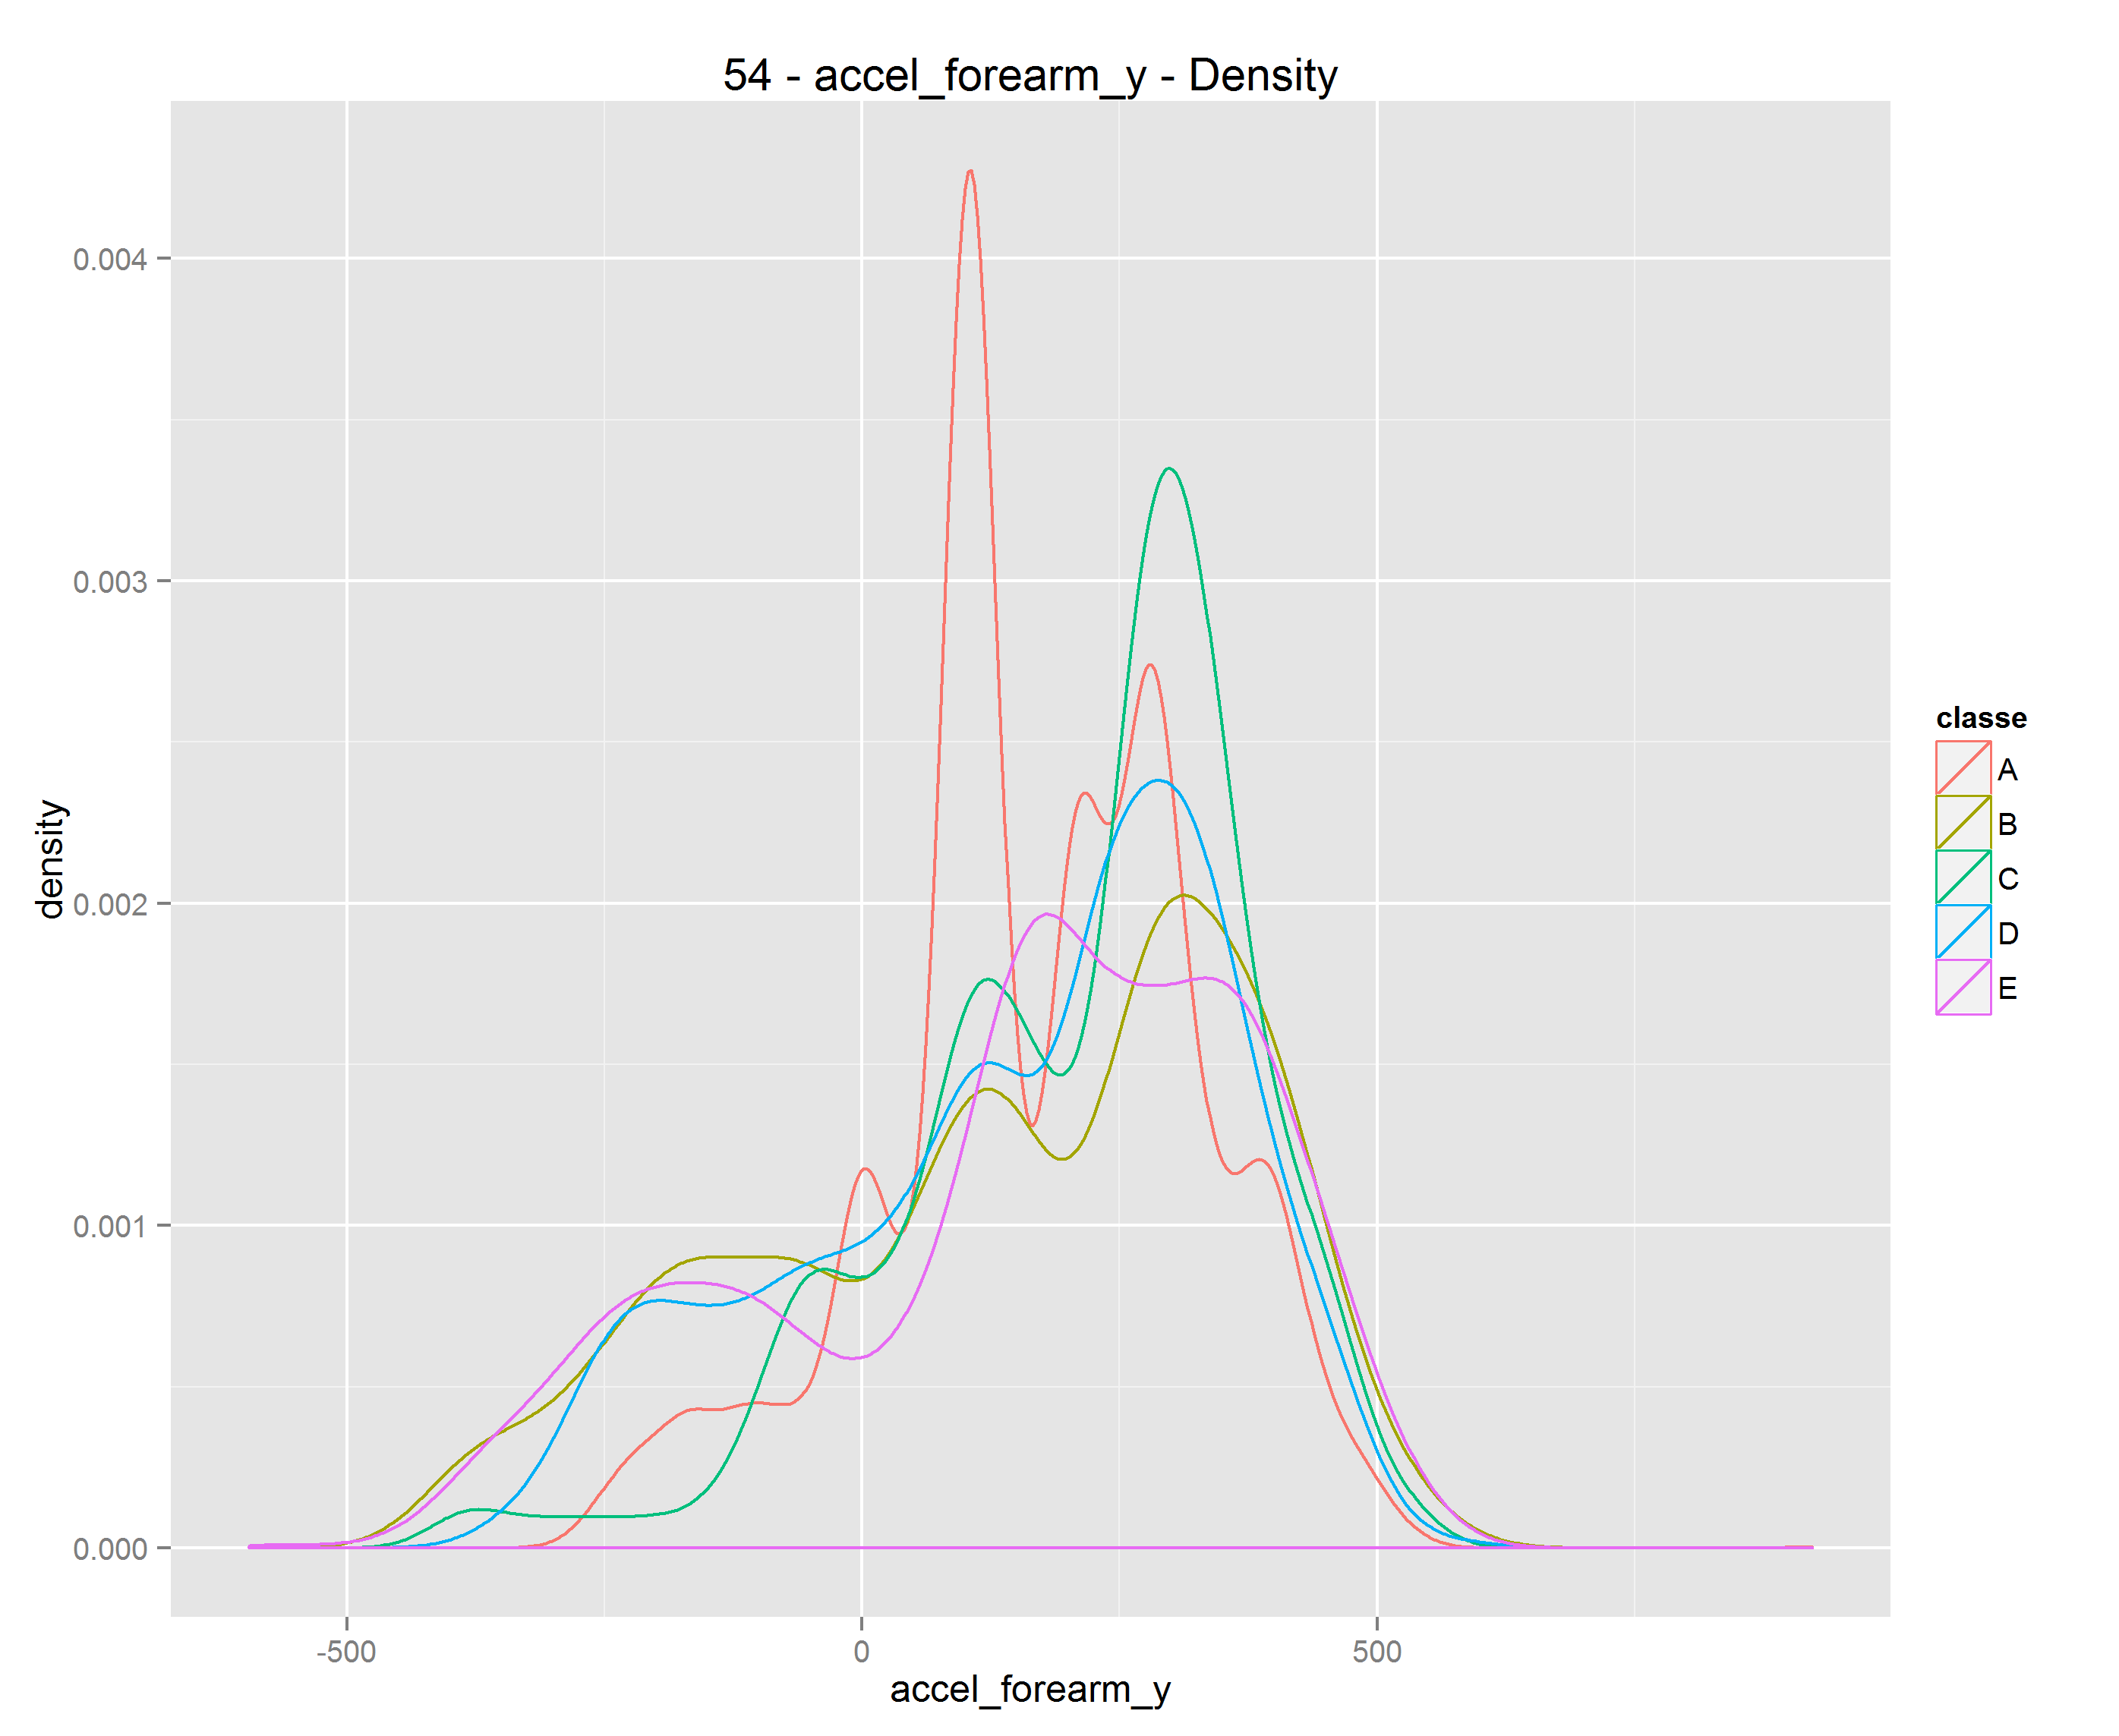 54 - accel_forearm_y - Density
density
0.004
0.003
0.002
0.001
0.000
-500
0
500
accel_forearm_y
classe
A
B
C
D
E